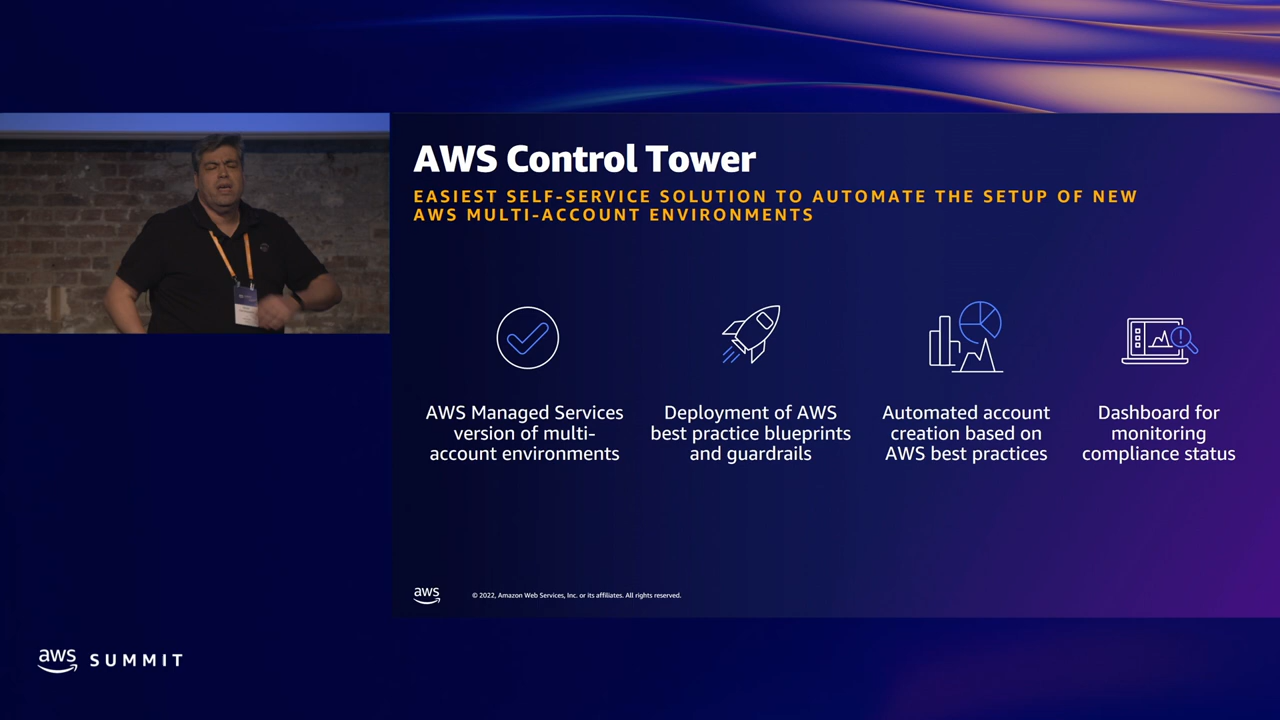 AWS Control Tower
EASIEST SELF-SERVICE SOLUTION TO AUTOMATE THE SETUP OF NEW
AWS MULTI-ACCOUNT ENVIRONMENTS
AWS Managed Services
version of multi-
account environments
Deployment of AWS
best practice blueprints
and guardrails
Automated account
creation based on
AWS best practices
Dashboard for
monitoring
compliance status
aws
© 2022, Amazon Web Services, Inc. or its affiliates. All rights reserved.
aws SUMMIT